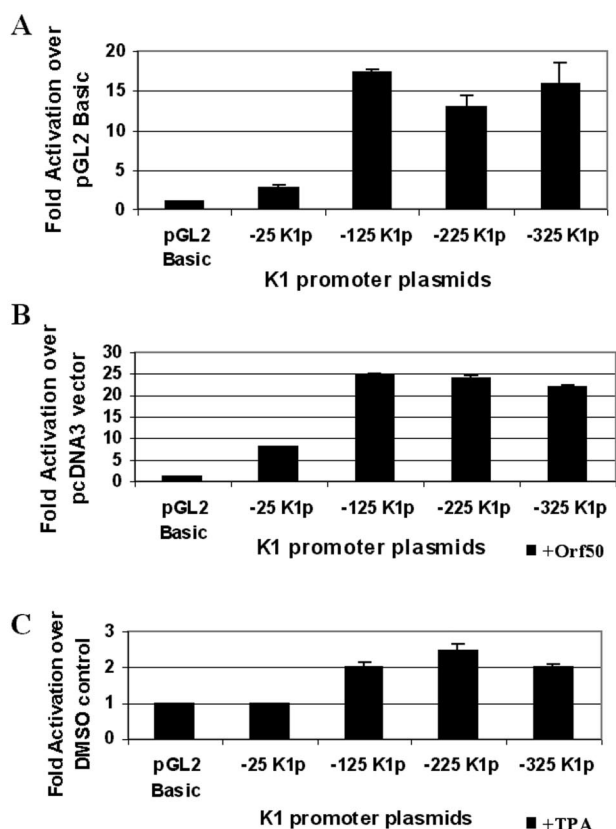 A
Fold Activation over
pGL2 Basic
20
15
10
5
0
pGL2
Basic
-25 K1p
-125 K1p
-225 K1p
-325 K1p
K1 promoter plasmids
B
Fold Activation over
pcDNA3 vector
30
25
20
15
10
5
0
pGL2
Basic
-25 K1p
-125 K1p
-225 K1p
-325 K1p
K1 promoter plasmids
+Orf50
C
Fold Activation over
DMSO control
3
2
1
0
pGL2
Basic
-25 K1p
-125 K1p
-225 K1p
-325 K1p
K1 promoter plasmids
+TPA